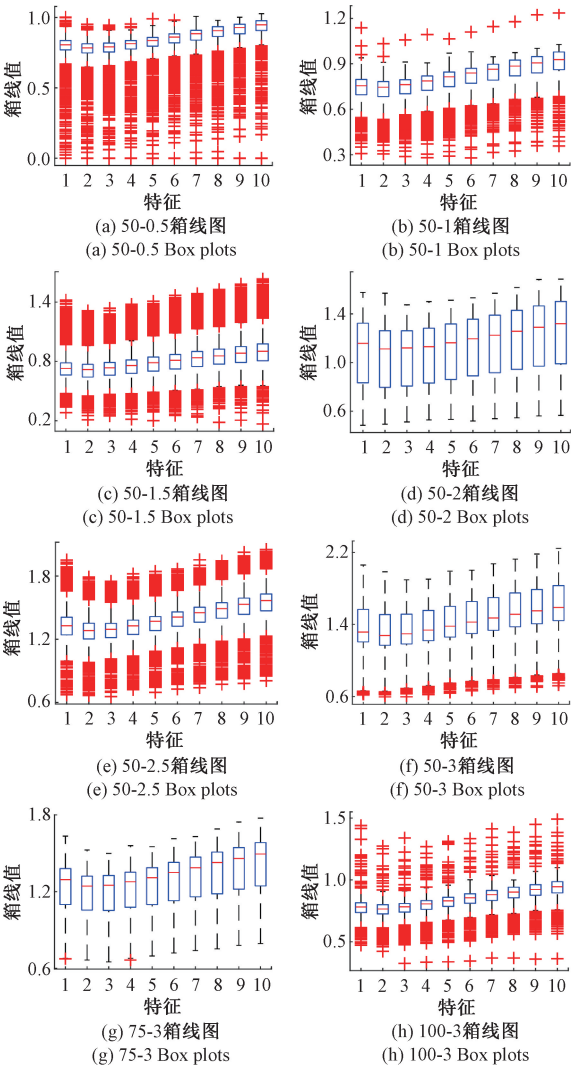 箱线值
1.0
0.5
0.0
1 2 3 4 5 6 7 8 9 10
特征
(a) 50-0.5箱线图
(a) 50-0.5 Box plots
箱线值
1.2
0.9
0.6
0.3
1 2 3 4 5 6 7 8 9 10
特征
(b) 50-1箱线图
(b) 50-1 Box plots
箱线值
1.4
0.8
0.2
1 2 3 4 5 6 7 8 9 10
特征
(c) 50-1.5箱线图
(c) 50-1.5 Box plots
箱线值
1.4
1.0
0.6
1 2 3 4 5 6 7 8 9 10
特征
(d) 50-2箱线图
(d) 50-2 Box plots
箱线值
1.8
1.2
0.6
1 2 3 4 5 6 7 8 9 10
特征
(e) 50-2.5箱线图
(e) 50-2.5 Box plots
箱线值
2.2
1.4
0.6
1 2 3 4 5 6 7 8 9 10
特征
(f) 50-3箱线图
(f) 50-3 Box plots
箱线值
1.8
1.2
0.6
1 2 3 4 5 6 7 8 9 10
特征
(g) 75-3箱线图
(g) 75-3 Box plots
箱线值
1.5
1.0
0.5
1 2 3 4 5 6 7 8 9 10
特征
(h) 100-3箱线图
(h) 100-3 Box plots